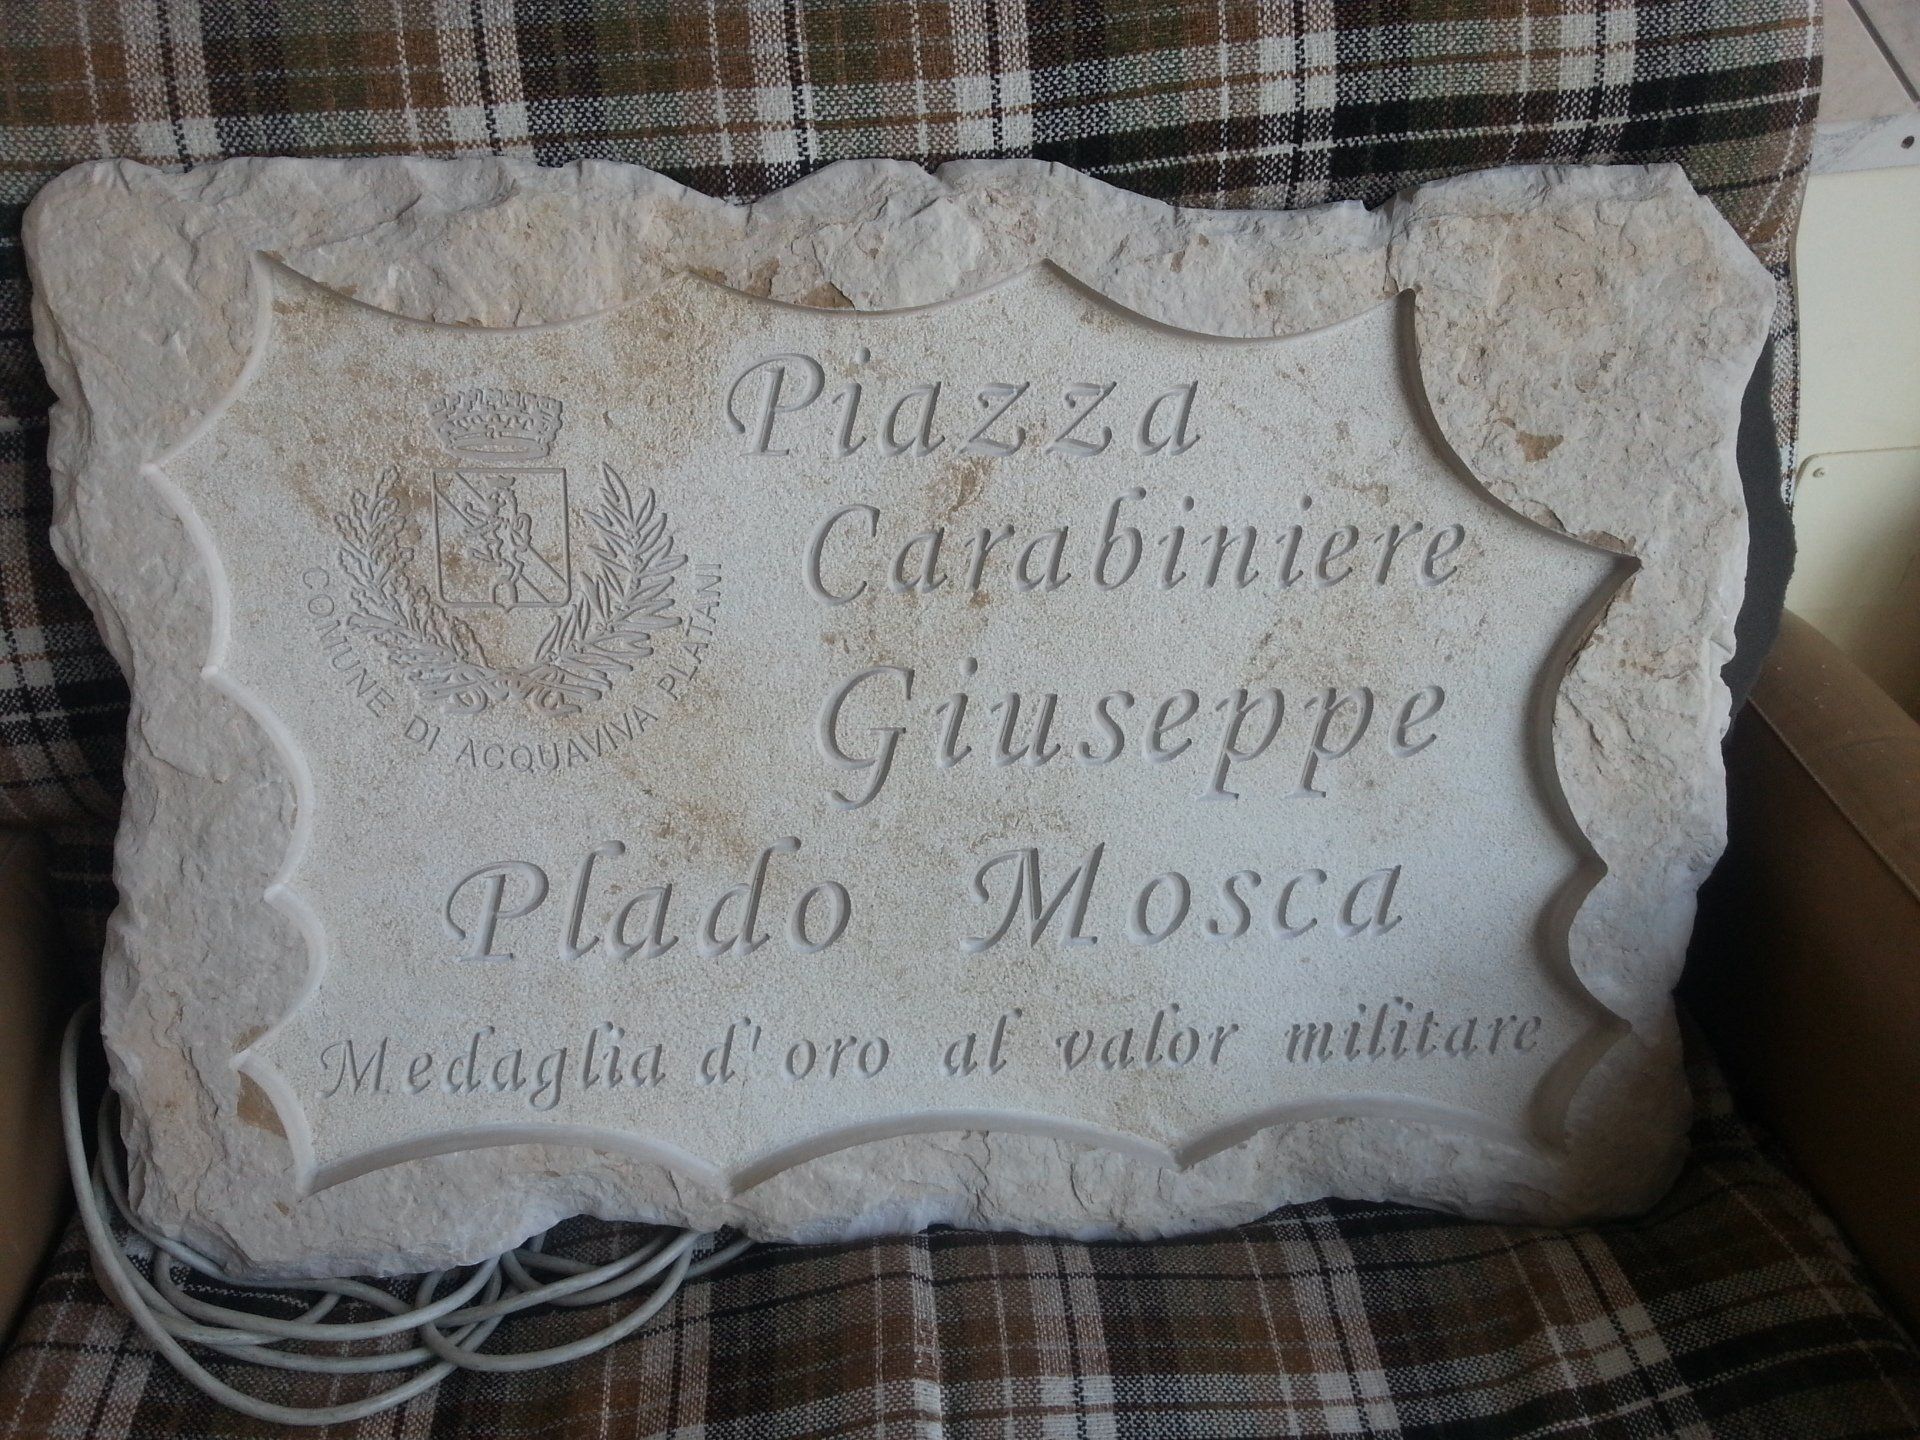 Piazza
Carabiniere
Giuseppe
Plado Mosca
Medaglia d'oro al valor militare
COMUNE DI ACQUAVIVA PLATANI